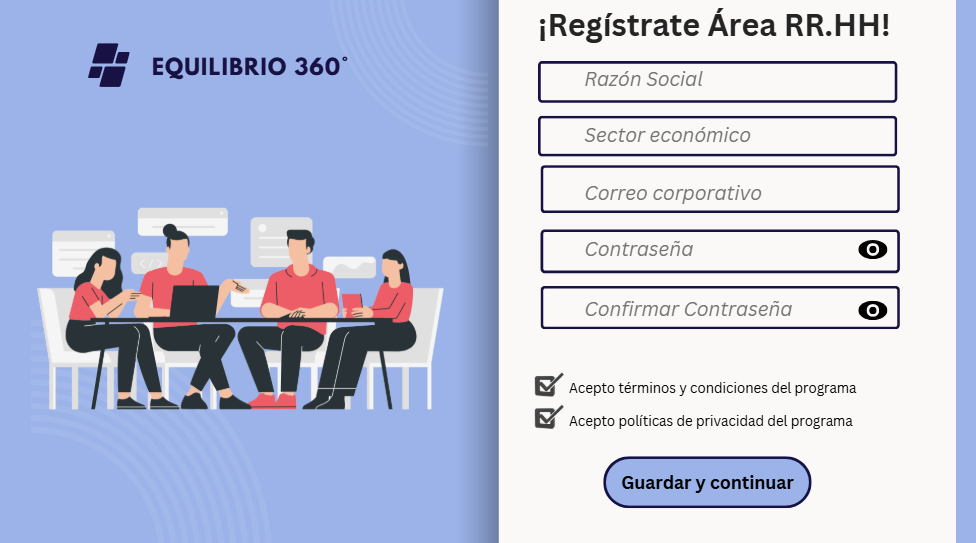 EQUILIBRIO 360°
¡Regístrate Área RR.HH!
Razón Social
Sector económico
Correo corporativo
Contraseña
Confirmar Contraseña
Acepto términos y condiciones del programa
Acepto políticas de privacidad del programa
Guardar y continuar